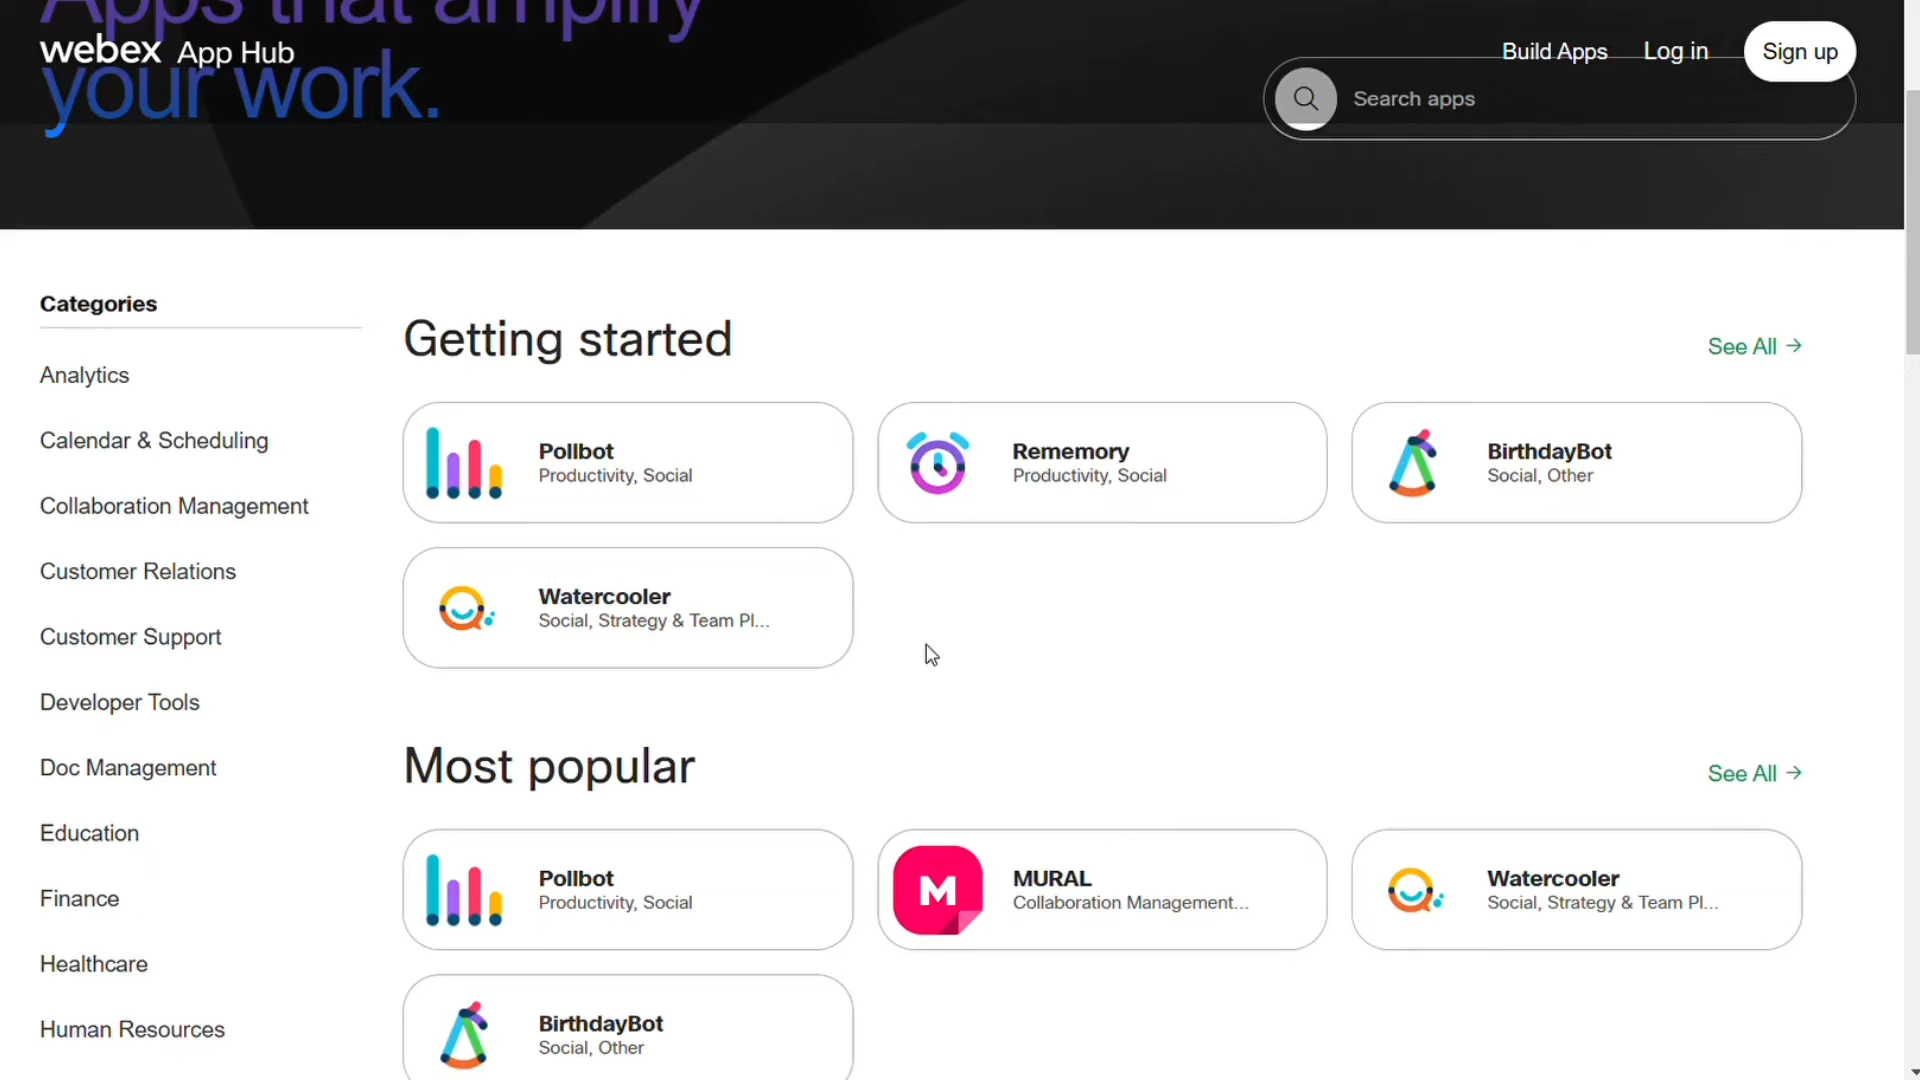 Apps that amplify
your work.
webex App Hub
Build Apps
Log in
Sign up
Search apps
Categories
Analytics
Calendar & Scheduling
Collaboration Management
Customer Relations
Customer Support
Developer Tools
Doc Management
Education
Finance
Healthcare
Human Resources
Getting started
See All →
Pollbot
Productivity, Social
Rememory
Productivity, Social
BirthdayBot
Social, Other
Watercooler
Social, Strategy & Team Pl...
Most popular
See All →
Pollbot
Productivity, Social
M
MURAL
Collaboration Management...
Watercooler
Social, Strategy & Team Pl...
BirthdayBot
Social, Other